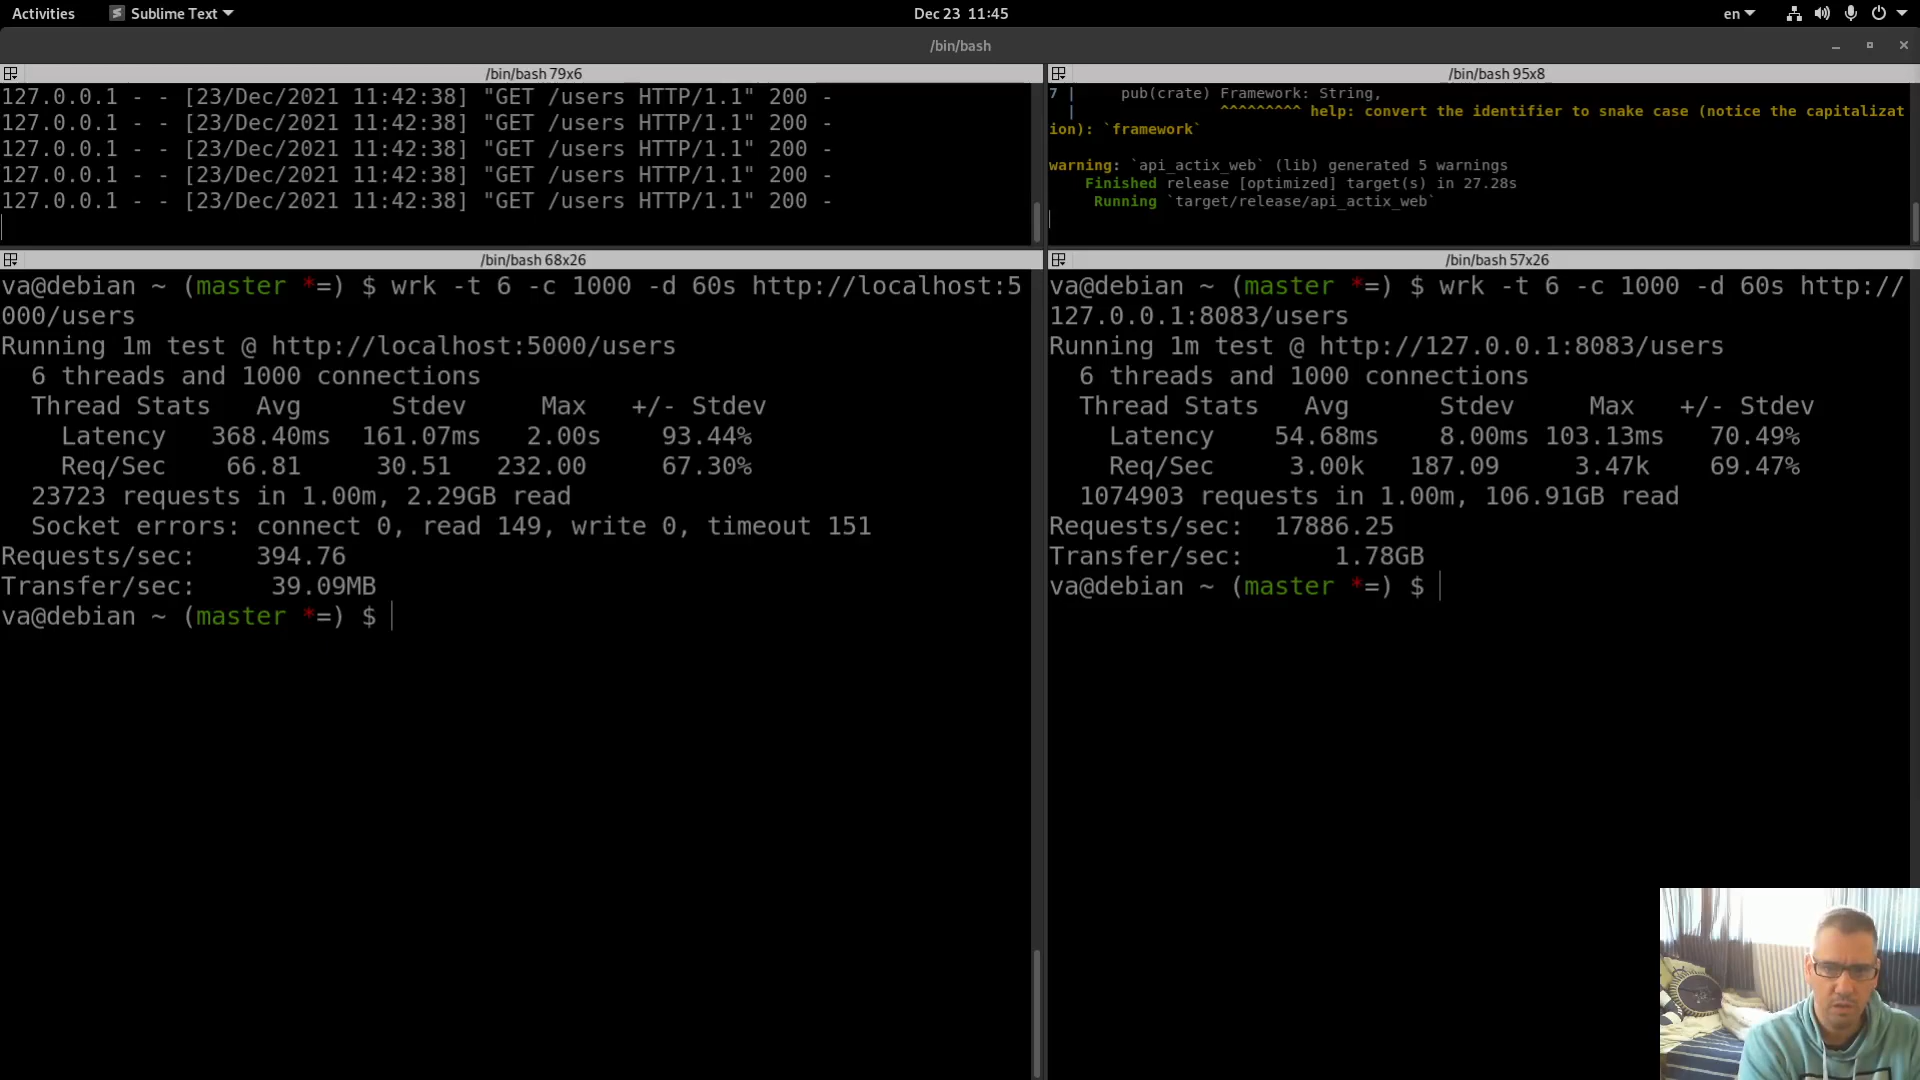 Activities Sublime Text Dec 23 11:45 en
/bin/bash
/bin/bash 79x6
127.0.0.1 - - [23/Dec/2021 11:42:38] "GET /users HTTP/1.1" 200 -
127.0.0.1 - - [23/Dec/2021 11:42:38] "GET /users HTTP/1.1" 200 -
127.0.0.1 - - [23/Dec/2021 11:42:38] "GET /users HTTP/1.1" 200 -
127.0.0.1 - - [23/Dec/2021 11:42:38] "GET /users HTTP/1.1" 200 -
127.0.0.1 - - [23/Dec/2021 11:42:38] "GET /users HTTP/1.1" 200 -
/bin/bash 95x8
7 |     pub(crate) Framework: String,
  |                ^^^^^^^^^ help: convert the identifier to snake case (notice the capitalizat
ion): `framework`
warning: `api_actix_web` (lib) generated 5 warnings
    Finished release [optimized] target(s) in 27.28s
     Running `target/release/api_actix_web`
/bin/bash 68x26
va@debian ~ (master *=) $ wrk -t 6 -c 1000 -d 60s http://localhost:5
000/users
Running 1m test @ http://localhost:5000/users
  6 threads and 1000 connections
  Thread Stats   Avg      Stdev     Max   +/- Stdev
    Latency   368.40ms  161.07ms   2.00s    93.44%
    Req/Sec    66.81     30.51   232.00     67.30%
  23723 requests in 1.00m, 2.29GB read
  Socket errors: connect 0, read 149, write 0, timeout 151
Requests/sec:    394.76
Transfer/sec:     39.09MB
va@debian ~ (master *=) $
/bin/bash 57x26
va@debian ~ (master *=) $ wrk -t 6 -c 1000 -d 60s http://
127.0.0.1:8083/users
Running 1m test @ http://127.0.0.1:8083/users
  6 threads and 1000 connections
  Thread Stats   Avg      Stdev     Max   +/- Stdev
    Latency    54.68ms    8.00ms 103.13ms   70.49%
    Req/Sec     3.00k   187.09     3.47k    69.47%
  1074903 requests in 1.00m, 106.91GB read
Requests/sec:  17886.25
Transfer/sec:      1.78GB
va@debian ~ (master *=) $